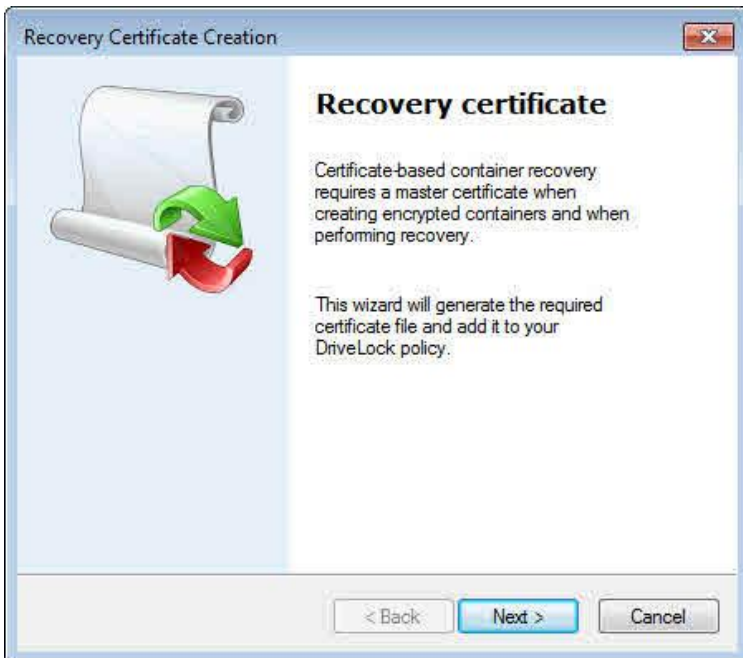 Recovery Certificate Creation
Recovery certificate
Certificate-based container recovery
requires a master certificate when
creating encrypted containers and when
performing recovery.
This wizard will generate the required
certificate file and add it to your
DriveLock policy.
< Back
Next >
Cancel